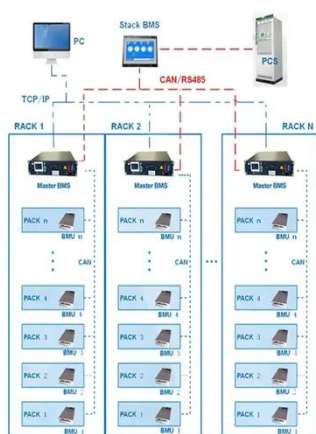 PC
Stack BMS
PCS
CAN/RS485
TCP/IP
RACK 1
RACK 2
RACK N
Master BMS
Master BMS
Master BMS
PACK n
BMU n
PACK n
BMU n
PACK n
BMU n
CAN
CAN
CAN
PACK 4
BMU 4
PACK 4
BMU 4
PACK 4
BMU 4
PACK 3
BMU 3
PACK 3
BMU 3
PACK 3
BMU 3
PACK 2
BMU 2
PACK 2
BMU 2
PACK 2
BMU 2
PACK 1
BMU 1
PACK 1
BMU 1
PACK 1
BMU 1